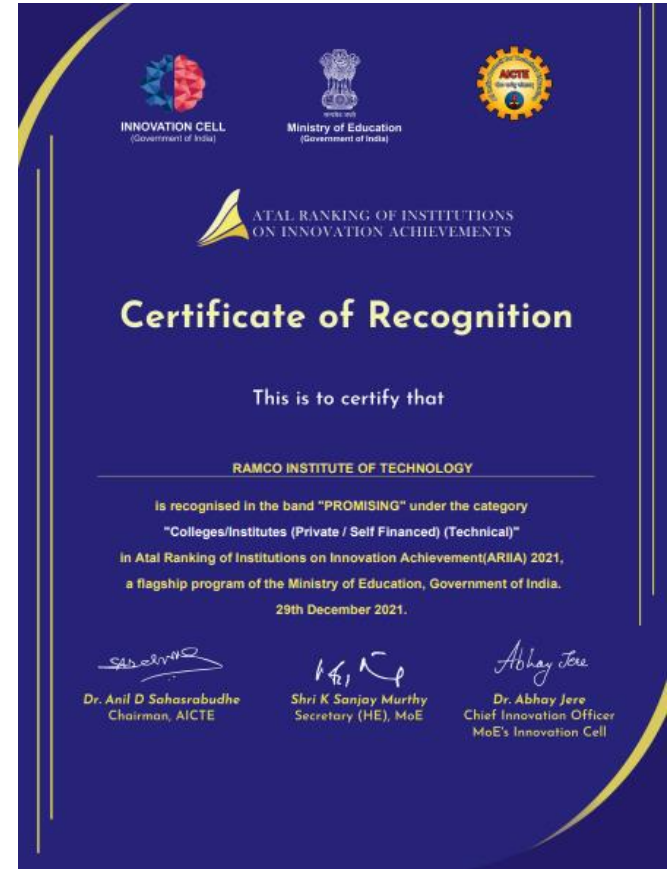 INNOVATION CELL
(Government of India)
Ministry of Education
(Government of India)
AICTE
ATAL RANKING OF INSTITUTIONS
ON INNOVATION ACHIEVEMENTS
Certificate of Recognition
This is to certify that
RAMCO INSTITUTE OF TECHNOLOGY
is recognised in the band "PROMISING" under the category
"Colleges/Institutes (Private / Self Financed) (Technical)"
in Atal Ranking of Institutions on Innovation Achievement(ARIIA) 2021,
a flagship program of the Ministry of Education, Government of India.
29th December 2021.
Abhay Jere
Dr. Anil D Sahasrabudhe
Chairman, AICTE
Shri K Sanjay Murthy
Secretary (HE), MoE
Dr. Abhay Jere
Chief Innovation Officer
MoE's Innovation Cell